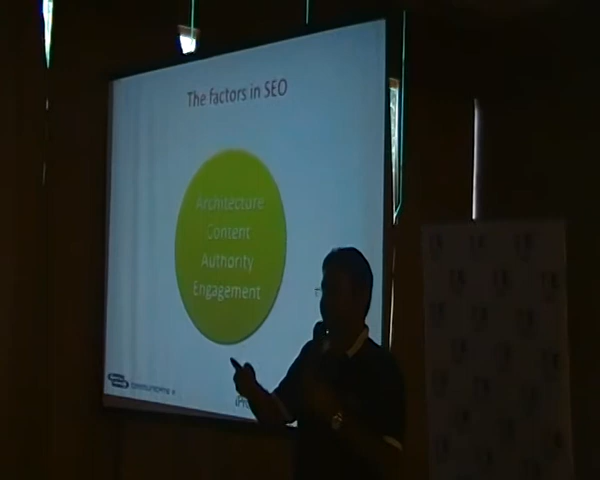 The factors in SEO
Architecture
Content
Authority
Engagement